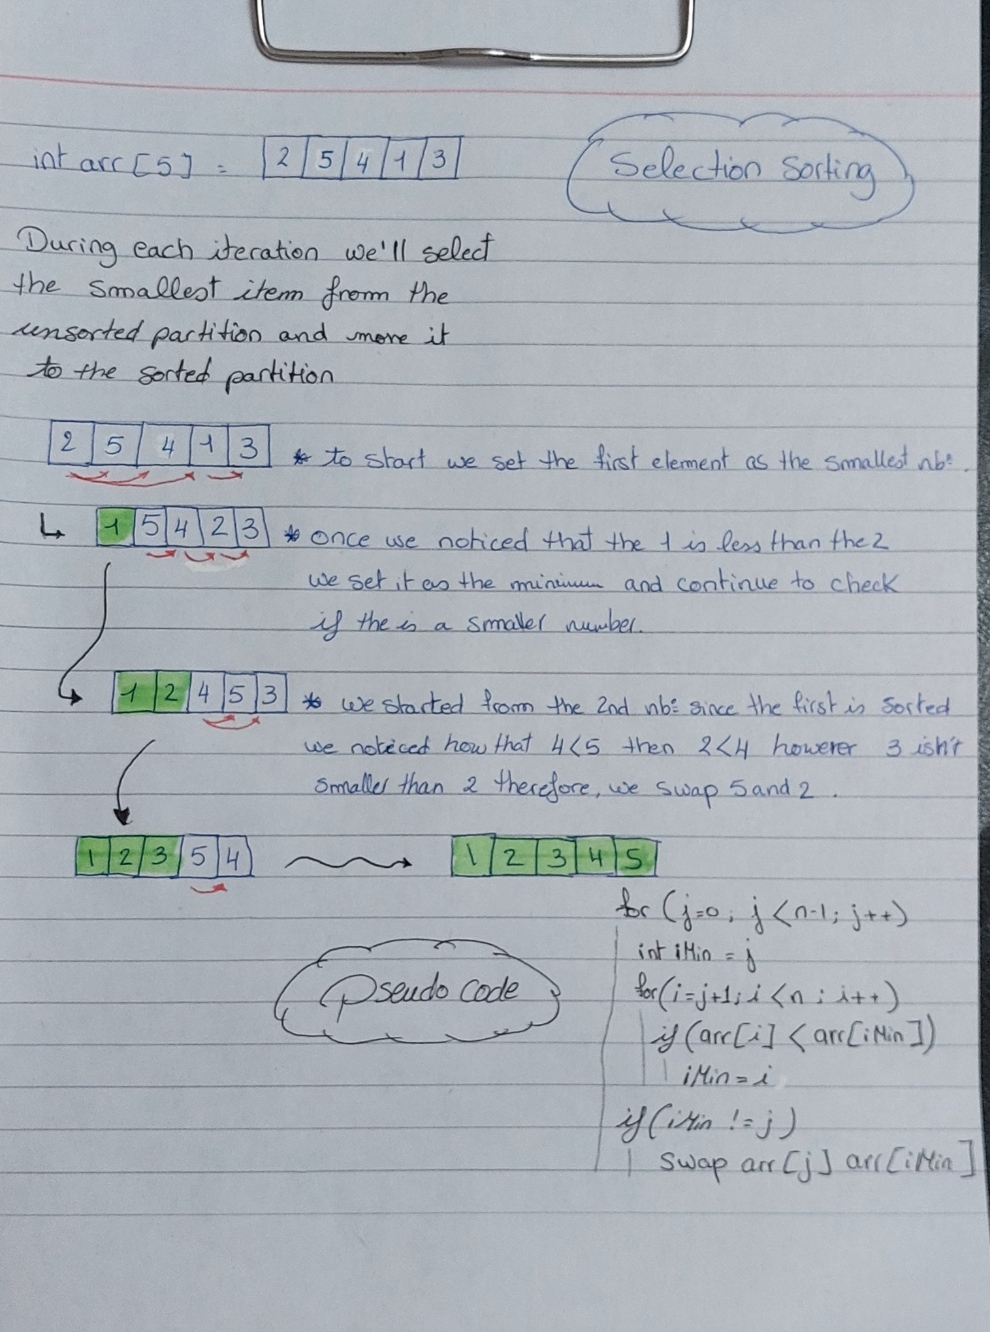 int arr[5] = 2 5 4 1 3
Selection Sorting
During each iteration we'll select
the smallest item from the
unsorted partition and move it
to the sorted partition
2 5 4 1 3 * to start we set the first element as the smallest nb:.
1 5 4 2 3 * once we noticed that the 1 is less than the 2
we set it as the minimum and continue to check
if the is a smaller number.
1 2 4 5 3 * we started from the 2nd nb: since the first is sorted
we noticed how that 4<5 then 2<4 however 3 isn't
smaller than 2 therefore, we swap 5 and 2.
1 2 3 5 4
1 2 3 4 5
Pseudo code
for (j=0; j<n-1; j++)
int iMin = j
for(i=j+1; i<n; i++)
if (arr[i] < arr[iMin])
iMin = i
if(iMin != j)
swap arr[j] arr[iMin]